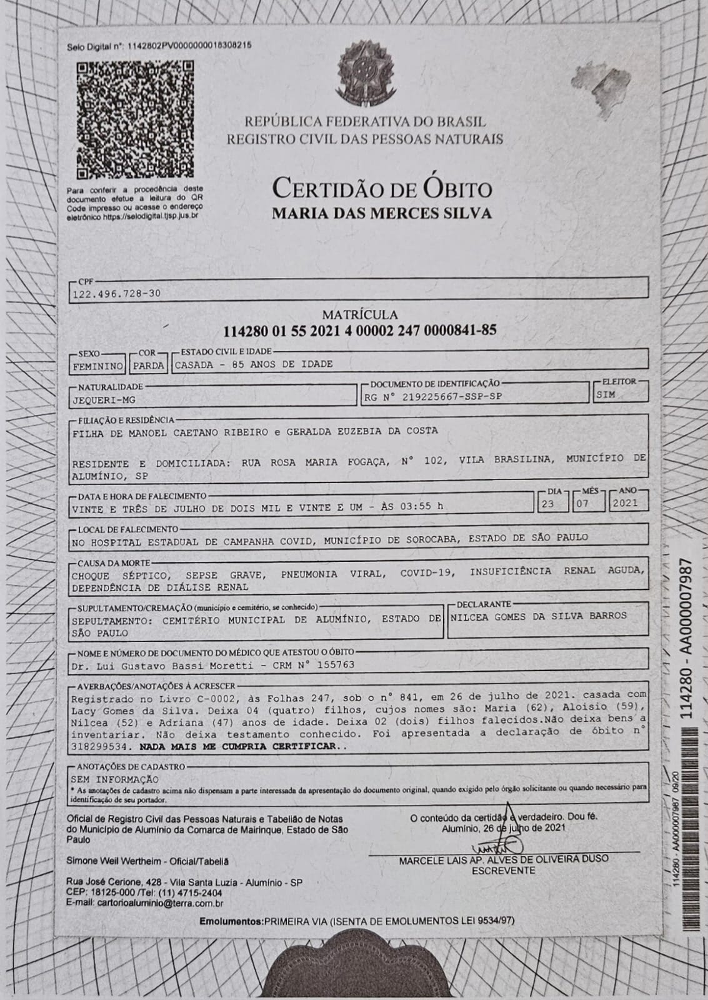 Selo Digital n°: 1142802PV0000000018308215
Para conferir a procedência deste
documento efetue a leitura do QR
Code impresso ou acesse o endereço
eletrônico https://selodigital.tjsp.jus.br
REPÚBLICA FEDERATIVA DO BRASIL
REGISTRO CIVIL DAS PESSOAS NATURAIS
CERTIDÃO DE ÓBITO
MARIA DAS MERCES SILVA
CPF
122.496.728-30
MATRÍCULA
114280 01 55 2021 4 00002 247 0000841-85
SEXO
FEMININO
COR
PARDA
ESTADO CIVIL E IDADE
CASADA - 85 ANOS DE IDADE
NATURALIDADE
JEQUERI-MG
DOCUMENTO DE IDENTIFICAÇÃO
RG N° 219225667-SSP-SP
ELEITOR
SIM
FILIAÇÃO E RESIDÊNCIA
FILHA DE MANOEL CAETANO RIBEIRO e GERALDA EUZEBIA DA COSTA
RESIDENTE E DOMICILIADA: RUA ROSA MARIA FOGAÇA, N° 102, VILA BRASILINA, MUNICÍPIO DE
ALUMÍNIO, SP
DATA E HORA DE FALECIMENTO
VINTE E TRÊS DE JULHO DE DOIS MIL E VINTE E UM - ÀS 03:55 h
DIA
23
MÊS
07
ANO
2021
LOCAL DE FALECIMENTO
NO HOSPITAL ESTADUAL DE CAMPANHA COVID, MUNICÍPIO DE SOROCABA, ESTADO DE SÃO PAULO
CAUSA DA MORTE
CHOQUE SÉPTICO, SEPSE GRAVE, PNEUMONIA VIRAL, COVID-19, INSUFICIÊNCIA RENAL AGUDA,
DEPENDÊNCIA DE DIÁLISE RENAL
SUPULTAMENTO/CREMAÇÃO (município e cemitério, se conhecido)
SEPULTAMENTO: CEMITÉRIO MUNICIPAL DE ALUMÍNIO, ESTADO DE
SÃO PAULO
DECLARANTE
NILCEA GOMES DA SILVA BARROS
NOME E NÚMERO DE DOCUMENTO DO MÉDICO QUE ATESTOU O ÓBITO
Dr. Lui Gustavo Bassi Moretti - CRM N° 155763
AVERBAÇÕES/ANOTAÇÕES À ACRESCER
Registrado no Livro C-0002, às Folhas 247, sob o n° 841, em 26 de julho de 2021. casada com
Lacy Gomes da Silva. Deixa 04 (quatro) filhos, cujos nomes são: Maria (62), Aloisio (59),
Nilcea (52) e Adriana (47) anos de idade. Deixa 02 (dois) filhos falecidos.Não deixa bens a
inventariar. Não deixa testamento conhecido. Foi apresentada a declaração de óbito n°
318299534. NADA MAIS ME CUMPRIA CERTIFICAR..
ANOTAÇÕES DE CADASTRO
SEM INFORMAÇÃO
* As anotações de cadastro acima não dispensam a parte interessada da apresentação do documento original, quando exigido pelo órgão solicitante ou quando necessário para
identificação de seu portador.
Oficial de Registro Civil das Pessoas Naturais e Tabelião de Notas
do Município de Alumínio da Comarca de Mairinque, Estado de São
Paulo
Simone Weil Wertheim - Oficial/Tabeliã
Rua José Cerione, 428 - Vila Santa Luzia - Alumínio - SP
CEP: 18125-000 /Tel: (11) 4715-2404
E-mail: cartorioaluminio@terra.com.br
O conteúdo da certidão é verdadeiro. Dou fé.
Alumínio, 26 de julho de 2021
MARCELE LAIS AP. ALVES DE OLIVEIRA DUSO
ESCREVENTE
Emolumentos:PRIMEIRA VIA (ISENTA DE EMOLUMENTOS LEI 9534/97)
114280 - AA000007987
114280 - AA000007987 09/20